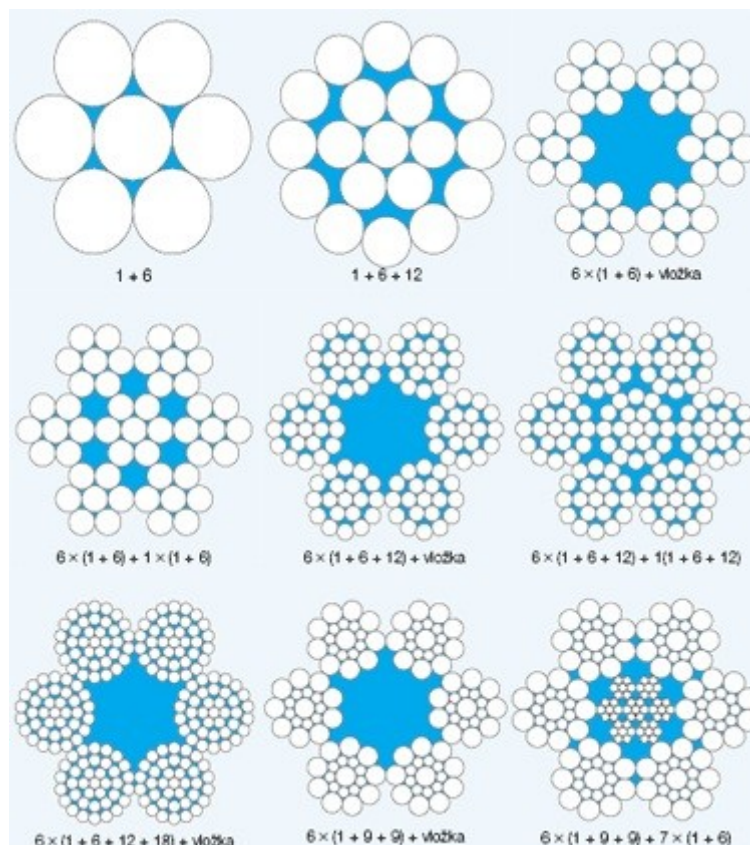 1 + 6
1 + 6 + 12
6 × (1 + 6) + vložka
6 × (1 + 6) + 1 × (1 + 6)
6 × (1 + 6 + 12) + vložka
6 × (1 + 6 + 12) + 1(1 + 6 + 12)
6 × (1 + 6 + 12 + 18) + vložka
6 × (1 + 9 + 9) + vložka
6 × (1 + 9 + 9) + 7 × (1 + 6)